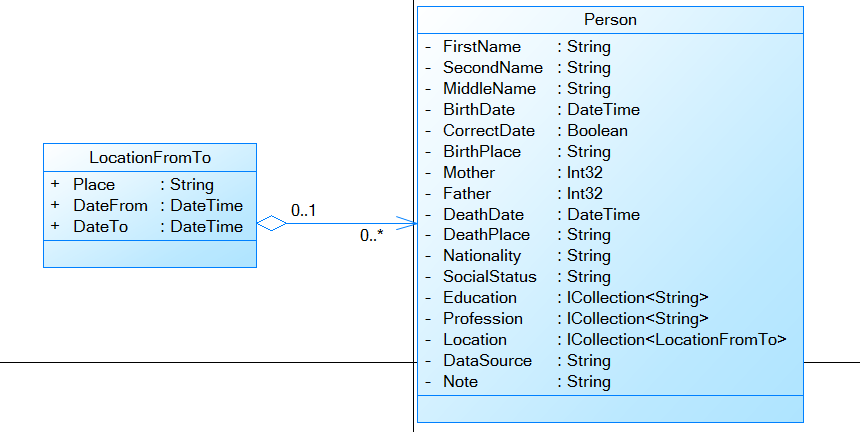 LocationFromTo
+ Place : String
+ DateFrom : DateTime
+ DateTo : DateTime
0..1
0..*
Person
- FirstName : String
- SecondName : String
- MiddleName : String
- BirthDate : DateTime
- CorrectDate : Boolean
- BirthPlace : String
- Mother : Int32
- Father : Int32
- DeathDate : DateTime
- DeathPlace : String
- Nationality : String
- SocialStatus : String
- Education : ICollection<String>
- Profession : ICollection<String>
- Location : ICollection<LocationFromTo>
- DataSource : String
- Note : String